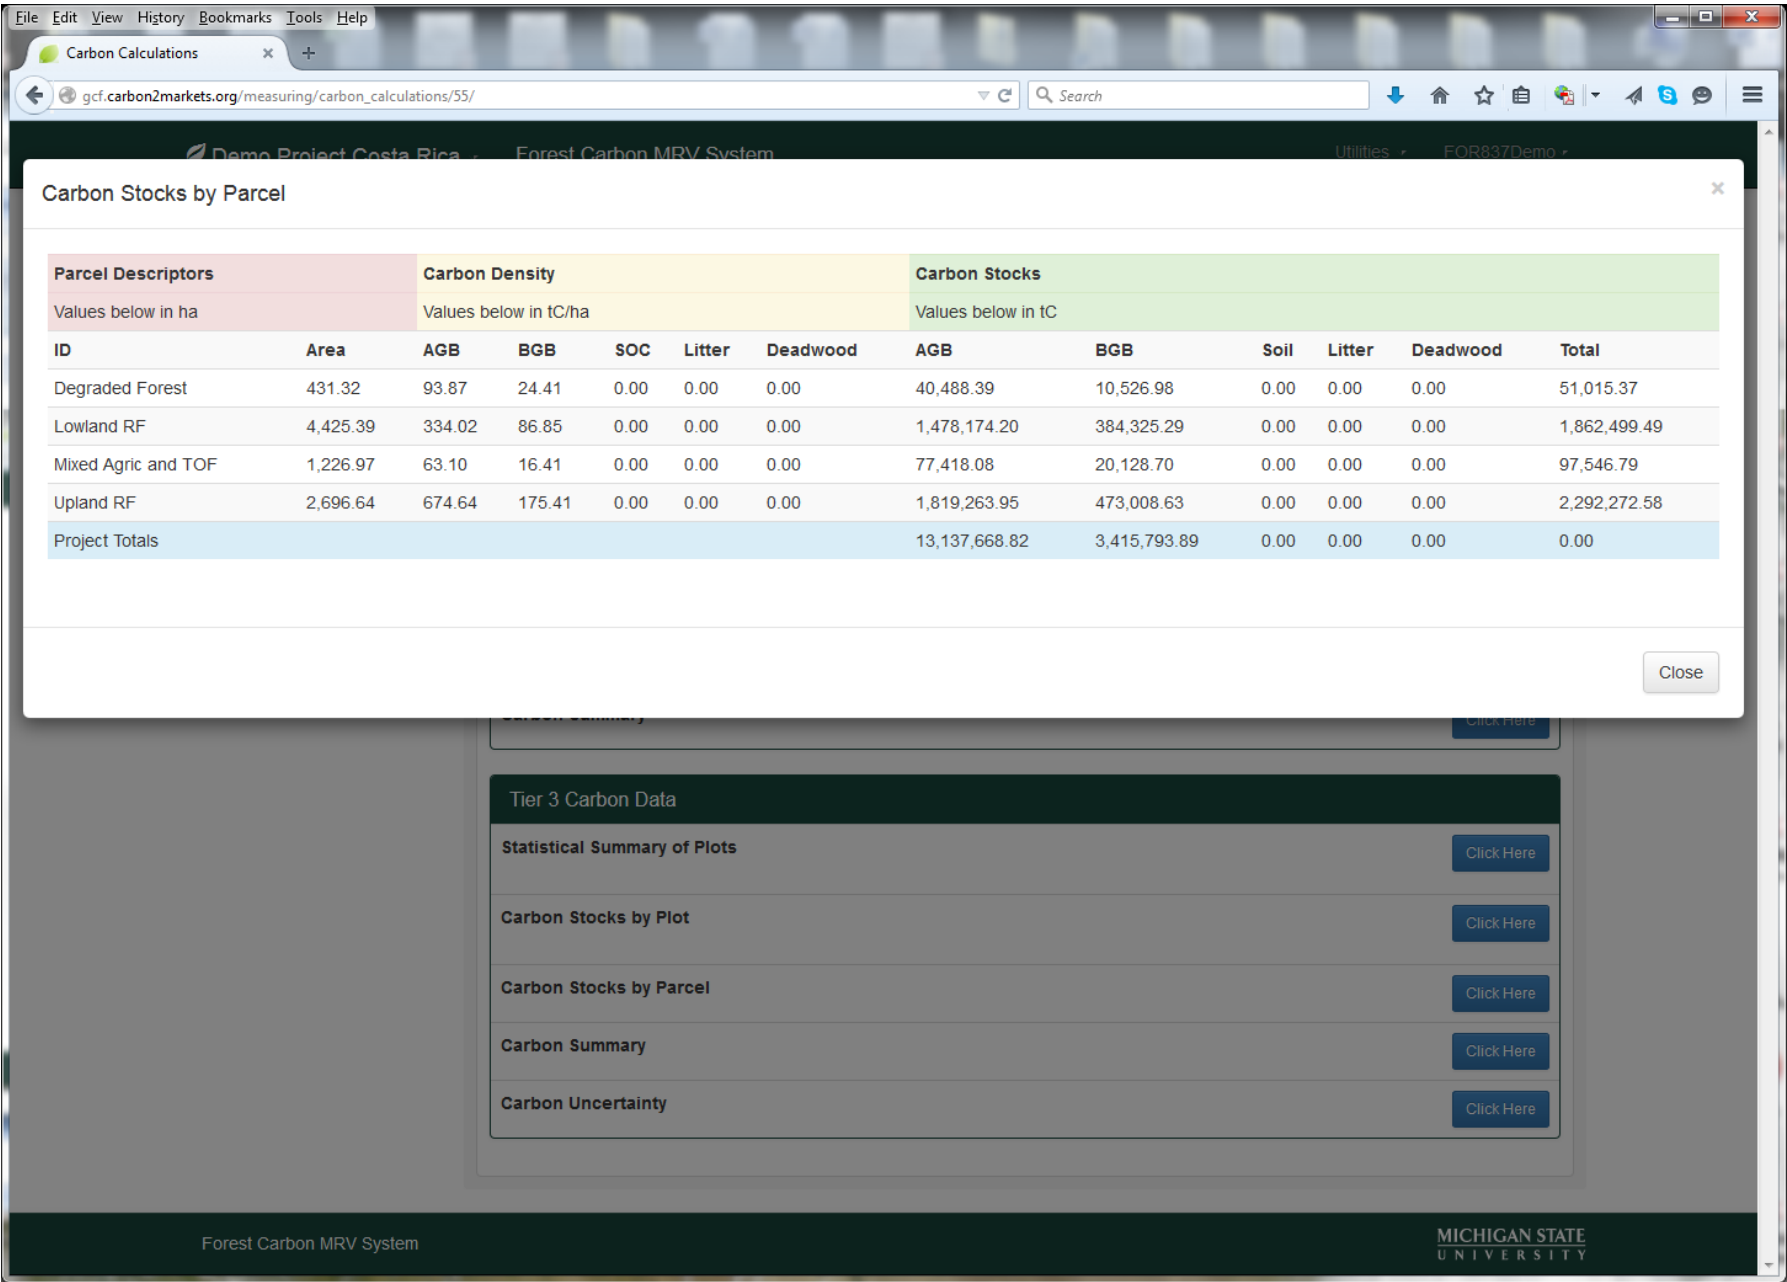 File Edit View History Bookmarks Tools Help
Carbon Calculations
gcf.carbon2markets.org/measuring/carbon_calculations/55/ Search
Demo Project Costa Rica Forest Carbon MRV System Utilities FOR837Demo
Carbon Stocks by Parcel
Parcel Descriptors Carbon Density Carbon Stocks
Values below in ha Values below in tC/ha Values below in tC
ID Area AGB BGB SOC Litter Deadwood AGB BGB Soil Litter Deadwood Total
Degraded Forest 431.32 93.87 24.41 0.00 0.00 0.00 40,488.39 10,526.98 0.00 0.00 0.00 51,015.37
Lowland RF 4,425.39 334.02 86.85 0.00 0.00 0.00 1,478,174.20 384,325.29 0.00 0.00 0.00 1,862,499.49
Mixed Agric and TOF 1,226.97 63.10 16.41 0.00 0.00 0.00 77,418.08 20,128.70 0.00 0.00 0.00 97,546.79
Upland RF 2,696.64 674.64 175.41 0.00 0.00 0.00 1,819,263.95 473,008.63 0.00 0.00 0.00 2,292,272.58
Project Totals 13,137,668.82 3,415,793.89 0.00 0.00 0.00 0.00
Close
Carbon Summary Click Here
Tier 3 Carbon Data
Statistical Summary of Plots Click Here
Carbon Stocks by Plot Click Here
Carbon Stocks by Parcel Click Here
Carbon Summary Click Here
Carbon Uncertainty Click Here
Forest Carbon MRV System MICHIGAN STATE
UNIVERSITY